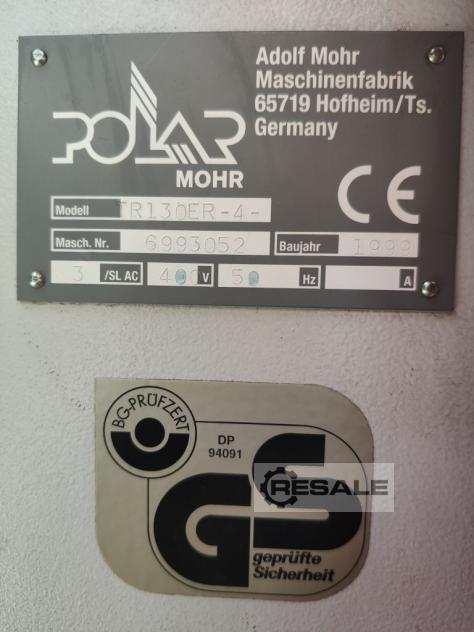 POLAR
MOHR
Adolf Mohr
Maschinenfabrik
65719 Hofheim/Ts.
Germany
CE
Modell TR130ER-4-
Masch. Nr. 6993052 Baujahr 1999
3 /SL AC 400 V 50 Hz A
BG-PRÜFZERT
DP
94091
GS
geprüfte
Sicherheit
RESALE